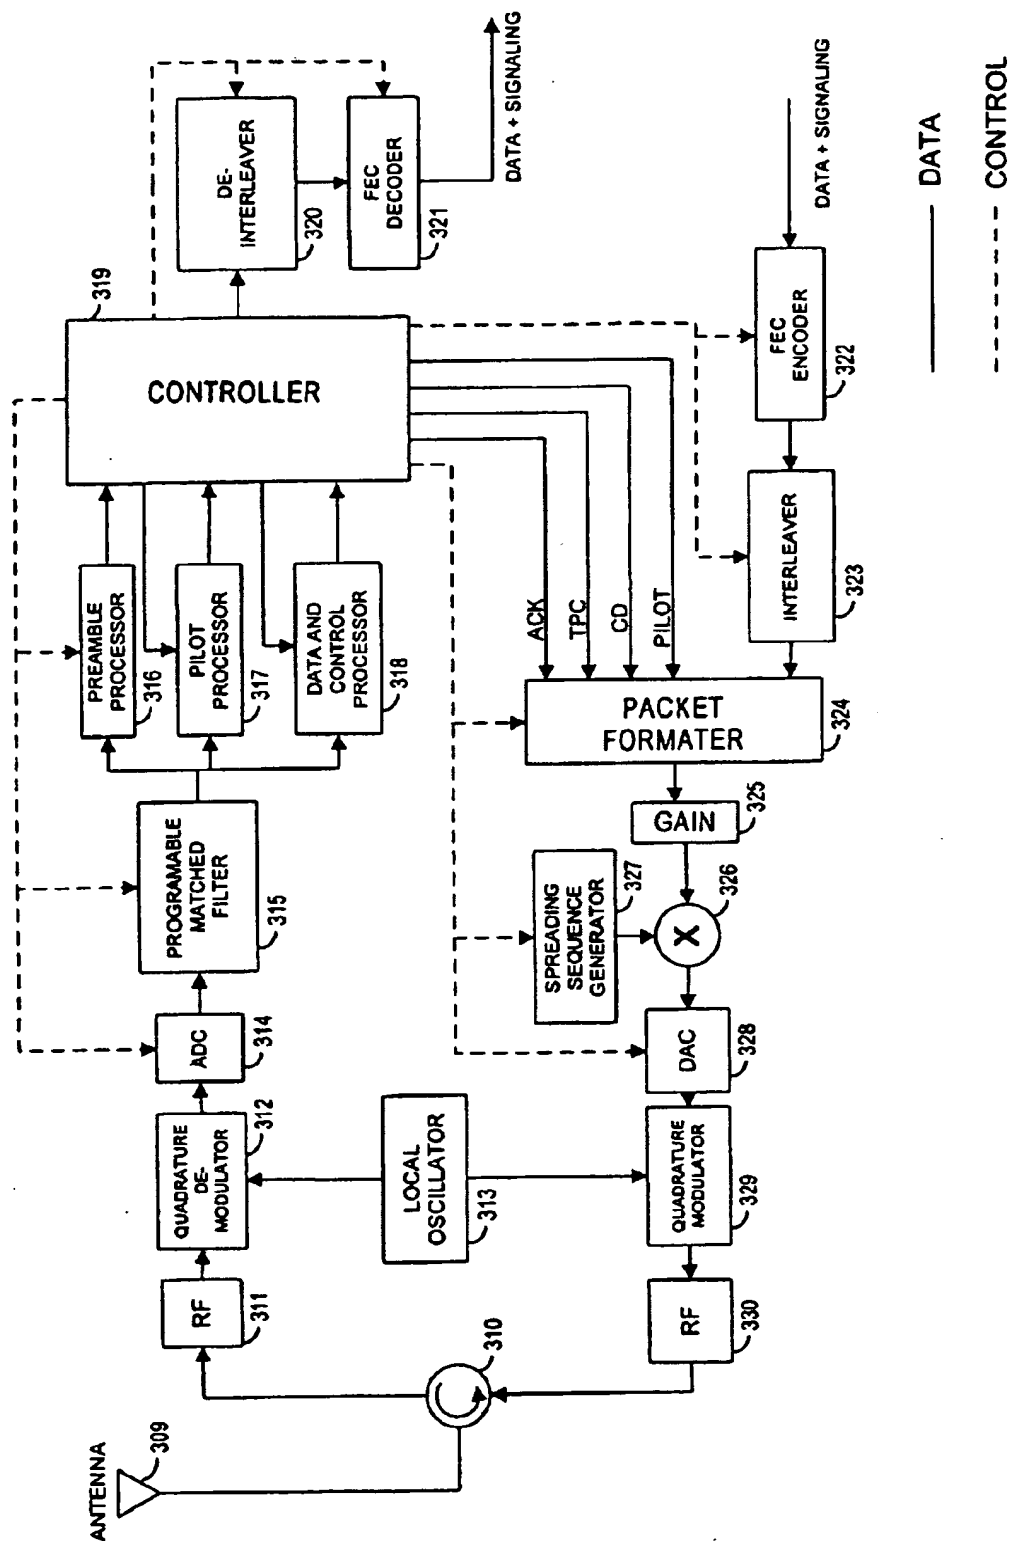 ANTENNA
309
310
RF
311
QUADRATURE
DE-
MODULATOR
312
LOCAL
OSCILLATOR
313
ADC
314
PROGRAMABLE
MATCHED
FILTER
315
PREAMBLE
PROCESSOR
316
PILOT
PROCESSOR
317
DATA AND
CONTROL
PROCESSOR
318
CONTROLLER
319
DE-
INTERLEAVER
320
FEC
DECODER
321
DATA + SIGNALING
DATA + SIGNALING
FEC
ENCODER
322
INTERLEAVER
323
ACK
TPC
CD
PILOT
PACKET
FORMATER
324
GAIN
325
X
326
SPREADING
SEQUENCE
GENERATOR
327
DAC
328
QUADRATURE
MODULATOR
329
RF
330
DATA
CONTROL